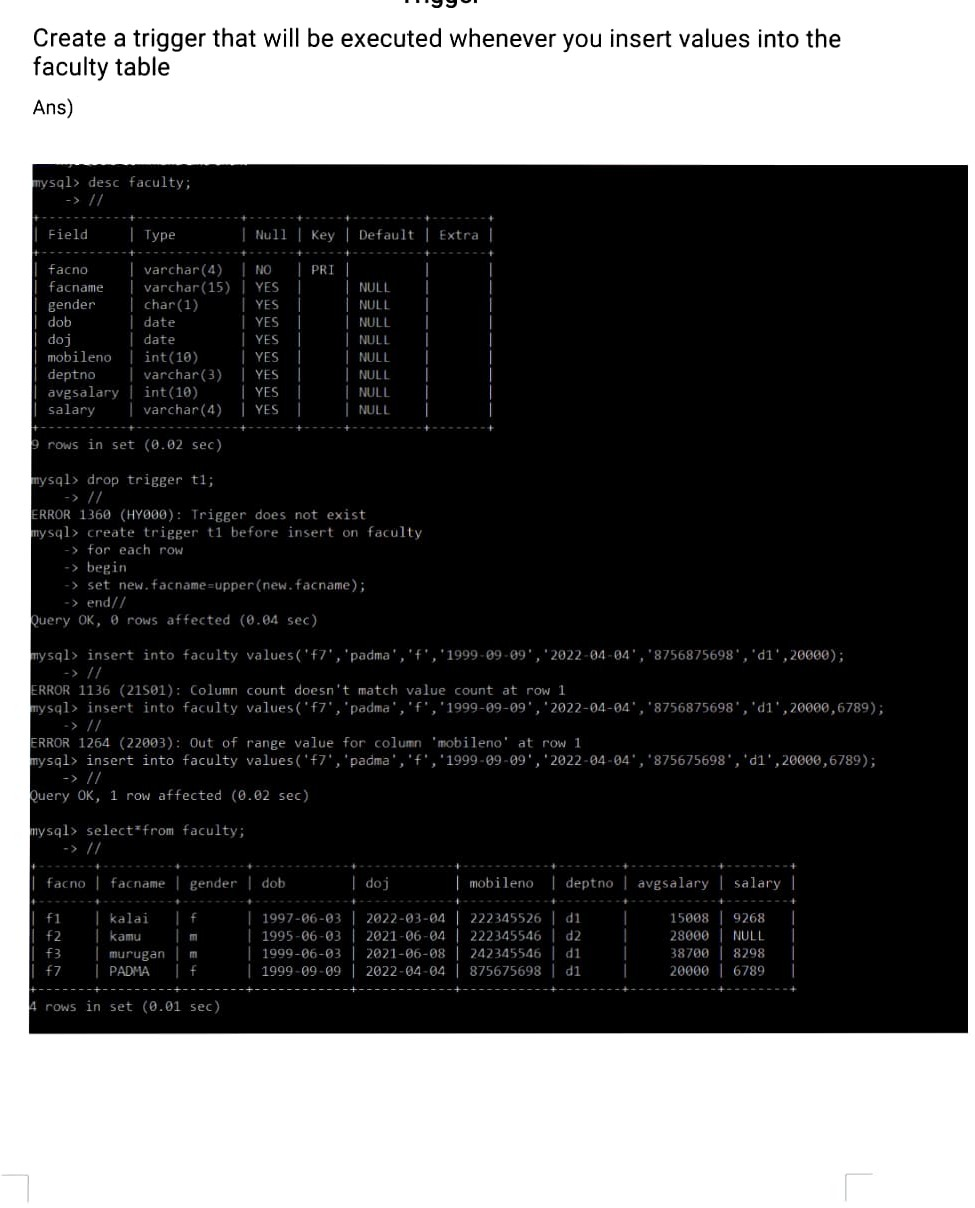 Trigger
Create a trigger that will be executed whenever you insert values into the
faculty table
Ans)
mysql> desc faculty;
-> //
| Field | Type | Null | Key | Default | Extra |
| facno | varchar(4) | NO | PRI | | |
| facname | varchar(15) | YES | | NULL | |
| gender | char(1) | YES | | NULL | |
| dob | date | YES | | NULL | |
| doj | date | YES | | NULL | |
| mobileno | int(10) | YES | | NULL | |
| deptno | varchar(3) | YES | | NULL | |
| avgsalary | int(10) | YES | | NULL | |
| salary | varchar(4) | YES | | NULL | |
9 rows in set (0.02 sec)
mysql> drop trigger t1;
-> //
ERROR 1360 (HY000): Trigger does not exist
mysql> create trigger t1 before insert on faculty
-> for each row
-> begin
-> set new.facname=upper(new.facname);
-> end//
Query OK, 0 rows affected (0.04 sec)
mysql> insert into faculty values('f7','padma','f','1999-09-09','2022-04-04','8756875698','d1',20000);
-> //
ERROR 1136 (21S01): Column count doesn't match value count at row 1
mysql> insert into faculty values('f7','padma','f','1999-09-09','2022-04-04','8756875698','d1',20000,6789);
-> //
ERROR 1264 (22003): Out of range value for column 'mobileno' at row 1
mysql> insert into faculty values('f7','padma','f','1999-09-09','2022-04-04','875675698','d1',20000,6789);
-> //
Query OK, 1 row affected (0.02 sec)
mysql> select*from faculty;
-> //
| facno | facname | gender | dob | doj | mobileno | deptno | avgsalary | salary |
| f1 | kalai | f | 1997-06-03 | 2022-03-04 | 222345526 | d1 | 15008 | 9268 |
| f2 | kamu | m | 1995-06-03 | 2021-06-04 | 222345546 | d2 | 28000 | NULL |
| f3 | murugan | m | 1999-06-03 | 2021-06-08 | 242345546 | d1 | 38700 | 8298 |
| f7 | PADMA | f | 1999-09-09 | 2022-04-04 | 875675698 | d1 | 20000 | 6789 |
4 rows in set (0.01 sec)